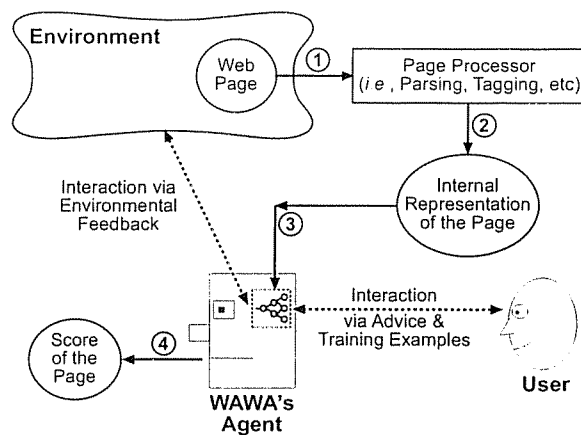 Environment
Web
Page
1
Page Processor
(i.e., Parsing, Tagging, etc)
2
Interaction via
Environmental
Feedback
Internal
Representation
of the Page
3
Interaction
via Advice &
Training Examples
Score
of the
Page
4
WAWA's
Agent
User